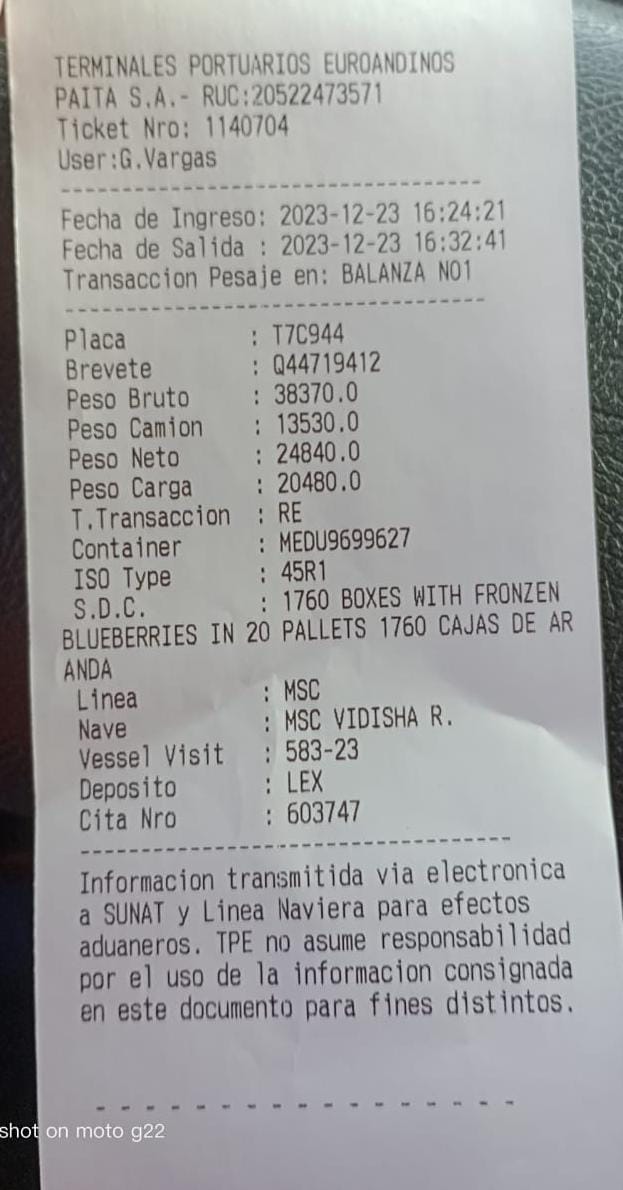 TERMINALES PORTUARIOS EUROANDINOS
PAITA S.A.- RUC:20522473571
Ticket Nro: 1140704
User:G.Vargas
Fecha de Ingreso: 2023-12-23 16:24:21
Fecha de Salida : 2023-12-23 16:32:41
Transaccion Pesaje en: BALANZA NO1
Placa : T7C944
Brevete : Q44719412
Peso Bruto : 38370.0
Peso Camion : 13530.0
Peso Neto : 24840.0
Peso Carga : 20480.0
T.Transaccion : RE
Container : MEDU9699627
ISO Type : 45R1
S.D.C. : 1760 BOXES WITH FRONZEN
BLUEBERRIES IN 20 PALLETS 1760 CAJAS DE AR
ANDA
Linea : MSC
Nave : MSC VIDISHA R.
Vessel Visit : 583-23
Deposito : LEX
Cita Nro : 603747
Informacion transmitida via electronica
a SUNAT y Linea Naviera para efectos
aduaneros. TPE no asume responsabilidad
por el uso de la informacion consignada
en este documento para fines distintos.
shot on moto g22